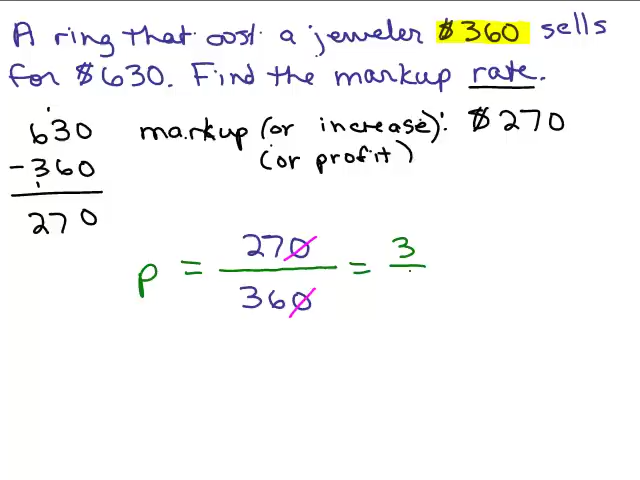 A ring that cost a jeweler $360 sells
for $630. Find the markup rate.
630
-360
270
markup (or increase): $270
(or profit)
P = 270/360 = 3/